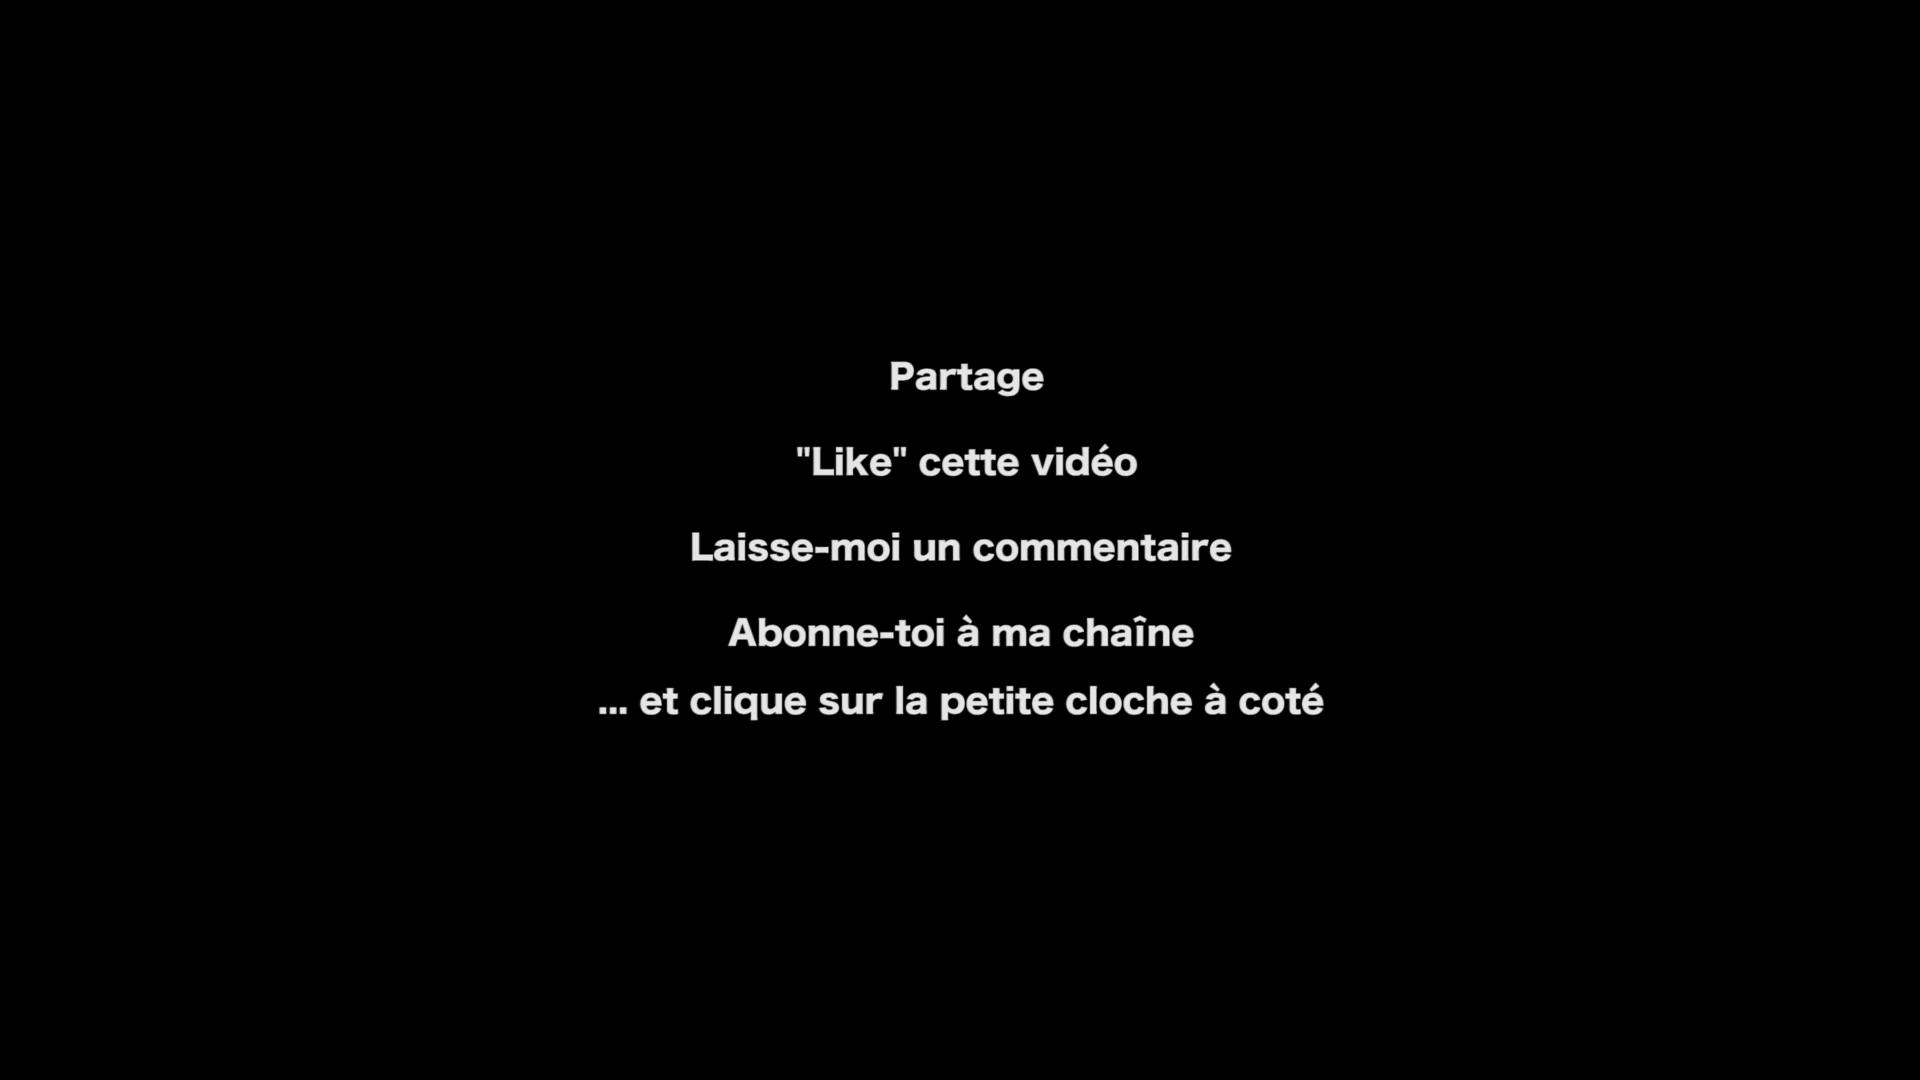 Partage
"Like" cette vidéo
Laisse-moi un commentaire
Abonne-toi à ma chaîne
... et clique sur la petite cloche à coté